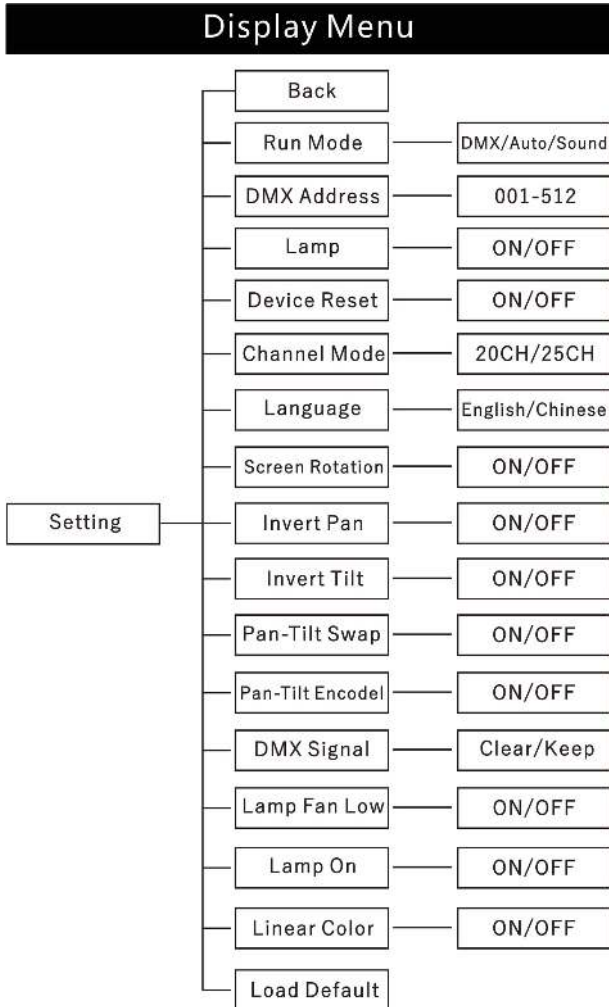 Display Menu
Back
Run Mode DMX/Auto/Sound
DMX Address 001-512
Lamp ON/OFF
Device Reset ON/OFF
Channel Mode 20CH/25CH
Language English/Chinese
Screen Rotation ON/OFF
Setting Invert Pan ON/OFF
Invert Tilt ON/OFF
Pan-Tilt Swap ON/OFF
Pan-Tilt Encodel ON/OFF
DMX Signal Clear/Keep
Lamp Fan Low ON/OFF
Lamp On ON/OFF
Linear Color ON/OFF
Load Default